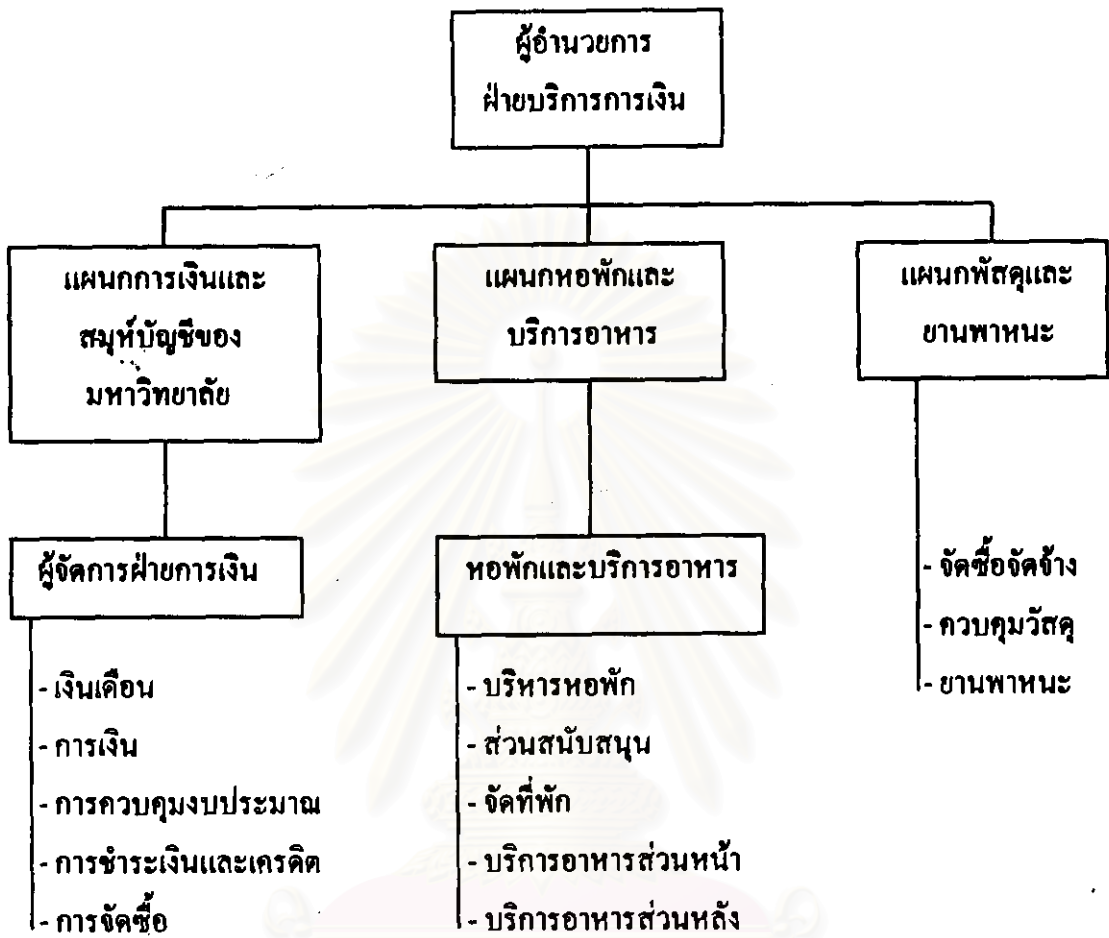 ผู้อำนวยการ
ฝ่ายบริการการเงิน
แผนกการเงินและ
สมุห์บัญชีของ
มหาวิทยาลัย
แผนกหอพักและ
บริการอาหาร
แผนกพัสดุและ
ยานพาหนะ
ผู้จัดการฝ่ายการเงิน
- เงินเดือน
- การเงิน
- การควบคุมงบประมาณ
- การชำระเงินและเครดิต
- การจัดซื้อ
หอพักและบริการอาหาร
- บริหารหอพัก
- ส่วนสนับสนุน
- จัดที่พัก
- บริการอาหารส่วนหน้า
- บริการอาหารส่วนหลัง
- จัดซื้อจัดจ้าง
- ควบคุมวัสดุ
- ยานพาหนะ